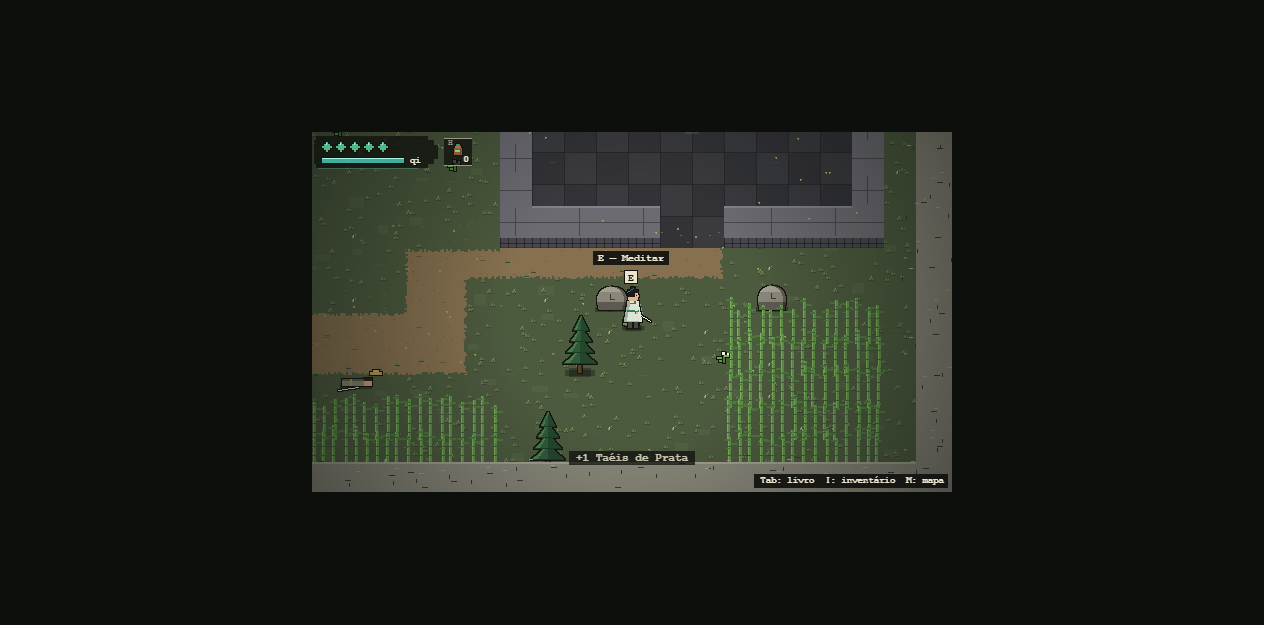 qi
0
E — Meditar
E
+1 Taéis de Prata
Tab: livro I: inventário M: mapa